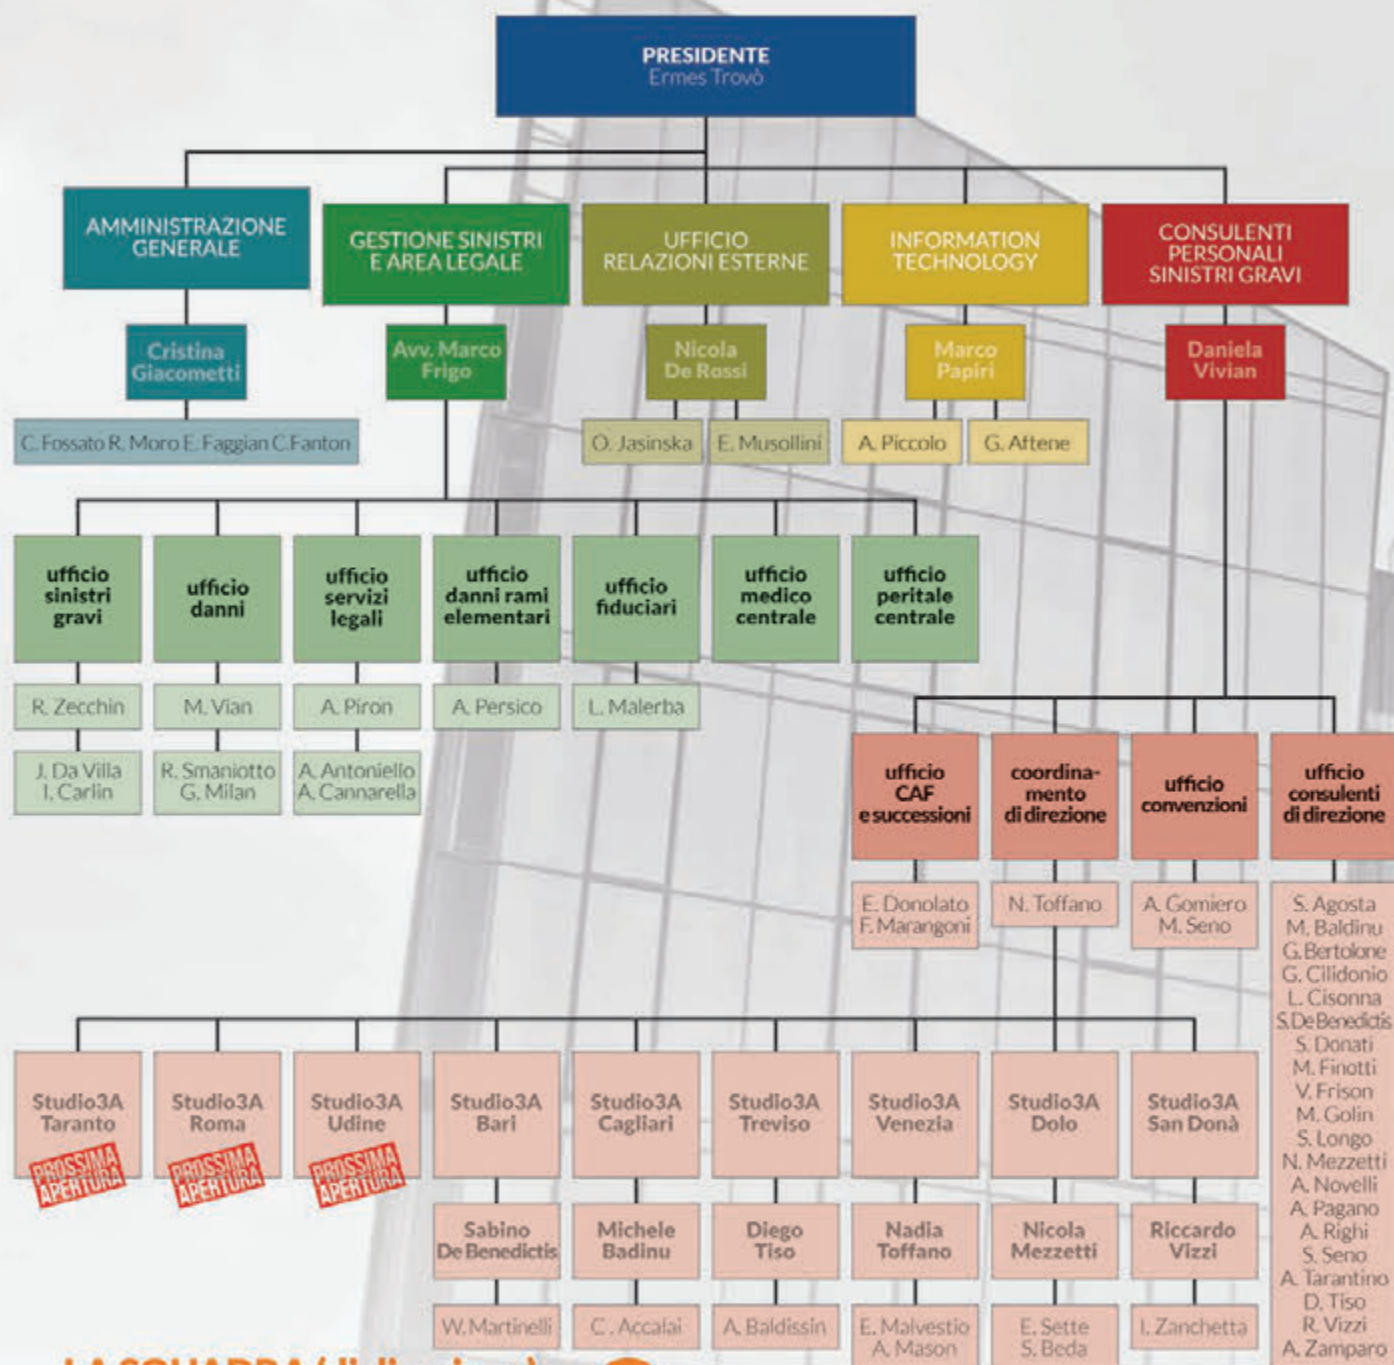 PRESIDENTE
Ermes Trovò
AMMINISTRAZIONE
GENERALE
GESTIONE SINISTRI
E AREA LEGALE
UFFICIO
RELAZIONI ESTERNE
INFORMATION
TECHNOLOGY
CONSULENTI
PERSONALI
SINISTRI GRAVI
Cristina
Giacometti
Avv. Marco
Frigo
Nicola
De Rossi
Marco
Papiri
Daniela
Vivian
C. Fossato R. Moro E. Faggian C. Fanton
O. Jasinska
E. Musollini
A. Piccolo
G. Aftene
ufficio
sinistri
gravi
ufficio
danni
ufficio
servizi
legali
ufficio
danni rami
elementari
ufficio
fiduciari
ufficio
medico
centrale
ufficio
peritale
centrale
R. Zecchin
M. Vian
A. Piron
A. Persico
L. Malerba
J. Da Villa
I. Carlin
R. Smaniotto
G. Milan
A. Antoniello
A. Cannarella
ufficio
CAF
e successioni
coordina-
mento
di direzione
ufficio
convenzioni
ufficio
consulenti
di direzione
E. Donolato
F. Marangoni
N. Toffano
A. Gomiero
M. Seno
S. Agosta
M. Baldinu
G. Bertolone
G. Cilidonio
L. Cisonna
S. De Benedictis
S. Donati
M. Finotti
V. Frison
M. Golin
S. Longo
N. Mezzetti
A. Novelli
A. Pagano
A. Righi
S. Seno
A. Tarantino
D. Tiso
R. Vizzi
A. Zamparo
Studio3A
Taranto
PROSSIMA
APERTURA
Studio3A
Roma
PROSSIMA
APERTURA
Studio3A
Udine
PROSSIMA
APERTURA
Studio3A
Bari
Studio3A
Cagliari
Studio3A
Treviso
Studio3A
Venezia
Studio3A
Dolo
Studio3A
San Donà
Sabino
De Benedictis
Michele
Badinu
Diego
Tiso
Nadia
Toffano
Nicola
Mezzetti
Riccardo
Vizzi
W. Martinelli
C. Accalai
A. Baldissin
E. Malvestio
A. Mason
E. Sette
S. Beda
I. Zanchetta
LA SQUADRA